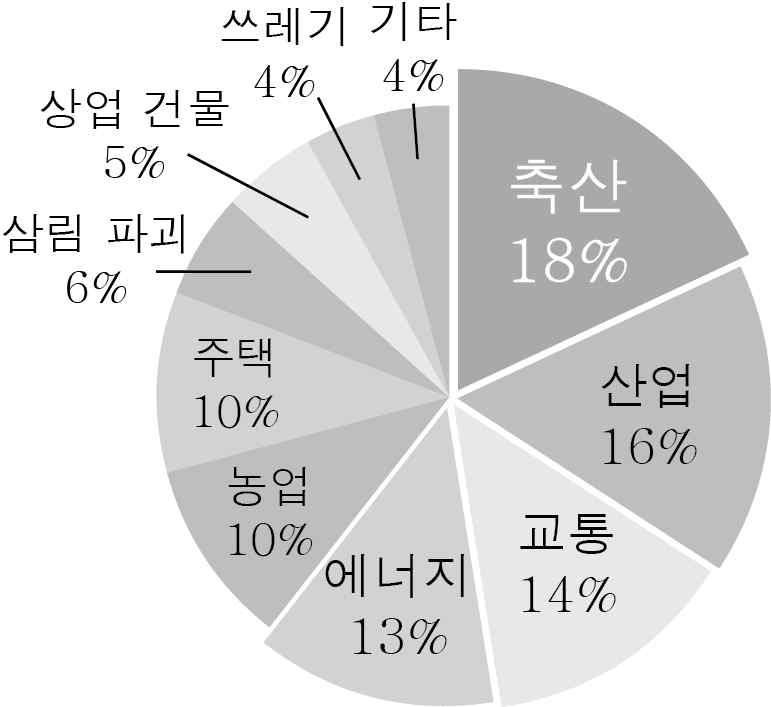 쓰레기
4%
기타
4%
상업 건물
5%
축산
18%
삼림 파괴
6%
주택
10%
산업
16%
농업
10%
교통
14%
에너지
13%